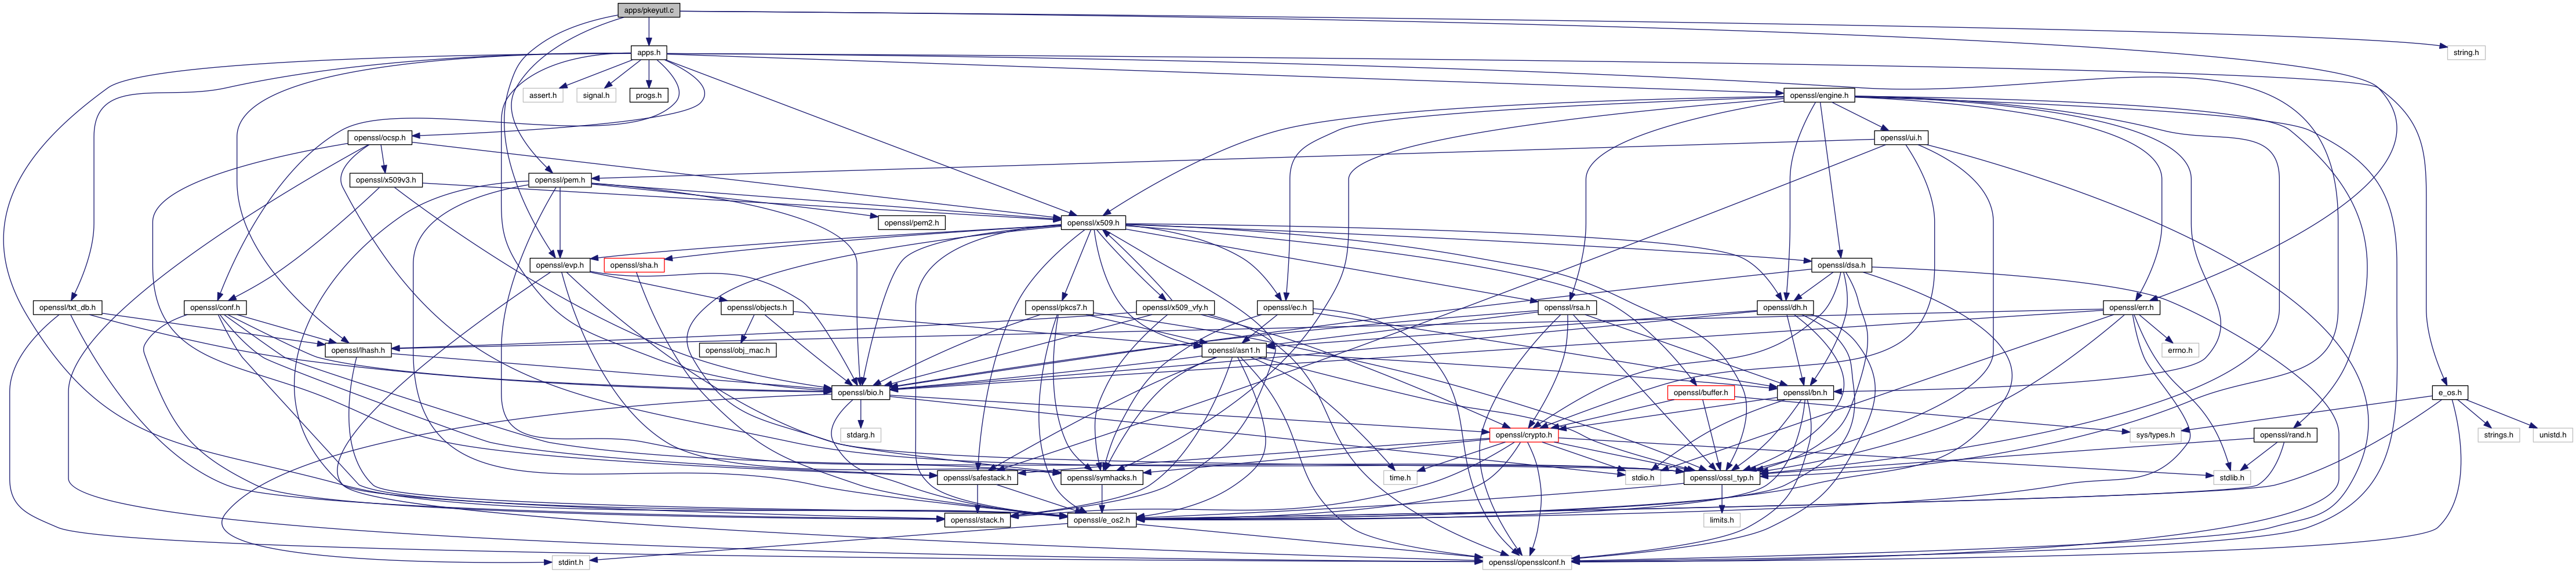 apps/pkeyutl.c
apps.h
string.h
assert.h
signal.h
progs.h
openssl/engine.h
openssl/ocsp.h
openssl/ui.h
openssl/x509v3.h
openssl/pem.h
openssl/pem2.h
openssl/x509.h
openssl/evp.h
openssl/sha.h
openssl/dsa.h
openssl/txt_db.h
openssl/conf.h
openssl/objects.h
openssl/pkcs7.h
openssl/x509_vfy.h
openssl/ec.h
openssl/rsa.h
openssl/dh.h
openssl/err.h
openssl/lhash.h
openssl/obj_mac.h
openssl/asn1.h
errno.h
openssl/bio.h
openssl/buffer.h
openssl/bn.h
e_os.h
stdarg.h
openssl/crypto.h
sys/types.h
openssl/rand.h
strings.h
unistd.h
openssl/safestack.h
openssl/symhacks.h
time.h
stdio.h
openssl/ossl_typ.h
stdlib.h
openssl/stack.h
openssl/e_os2.h
limits.h
stdint.h
openssl/opensslconf.h